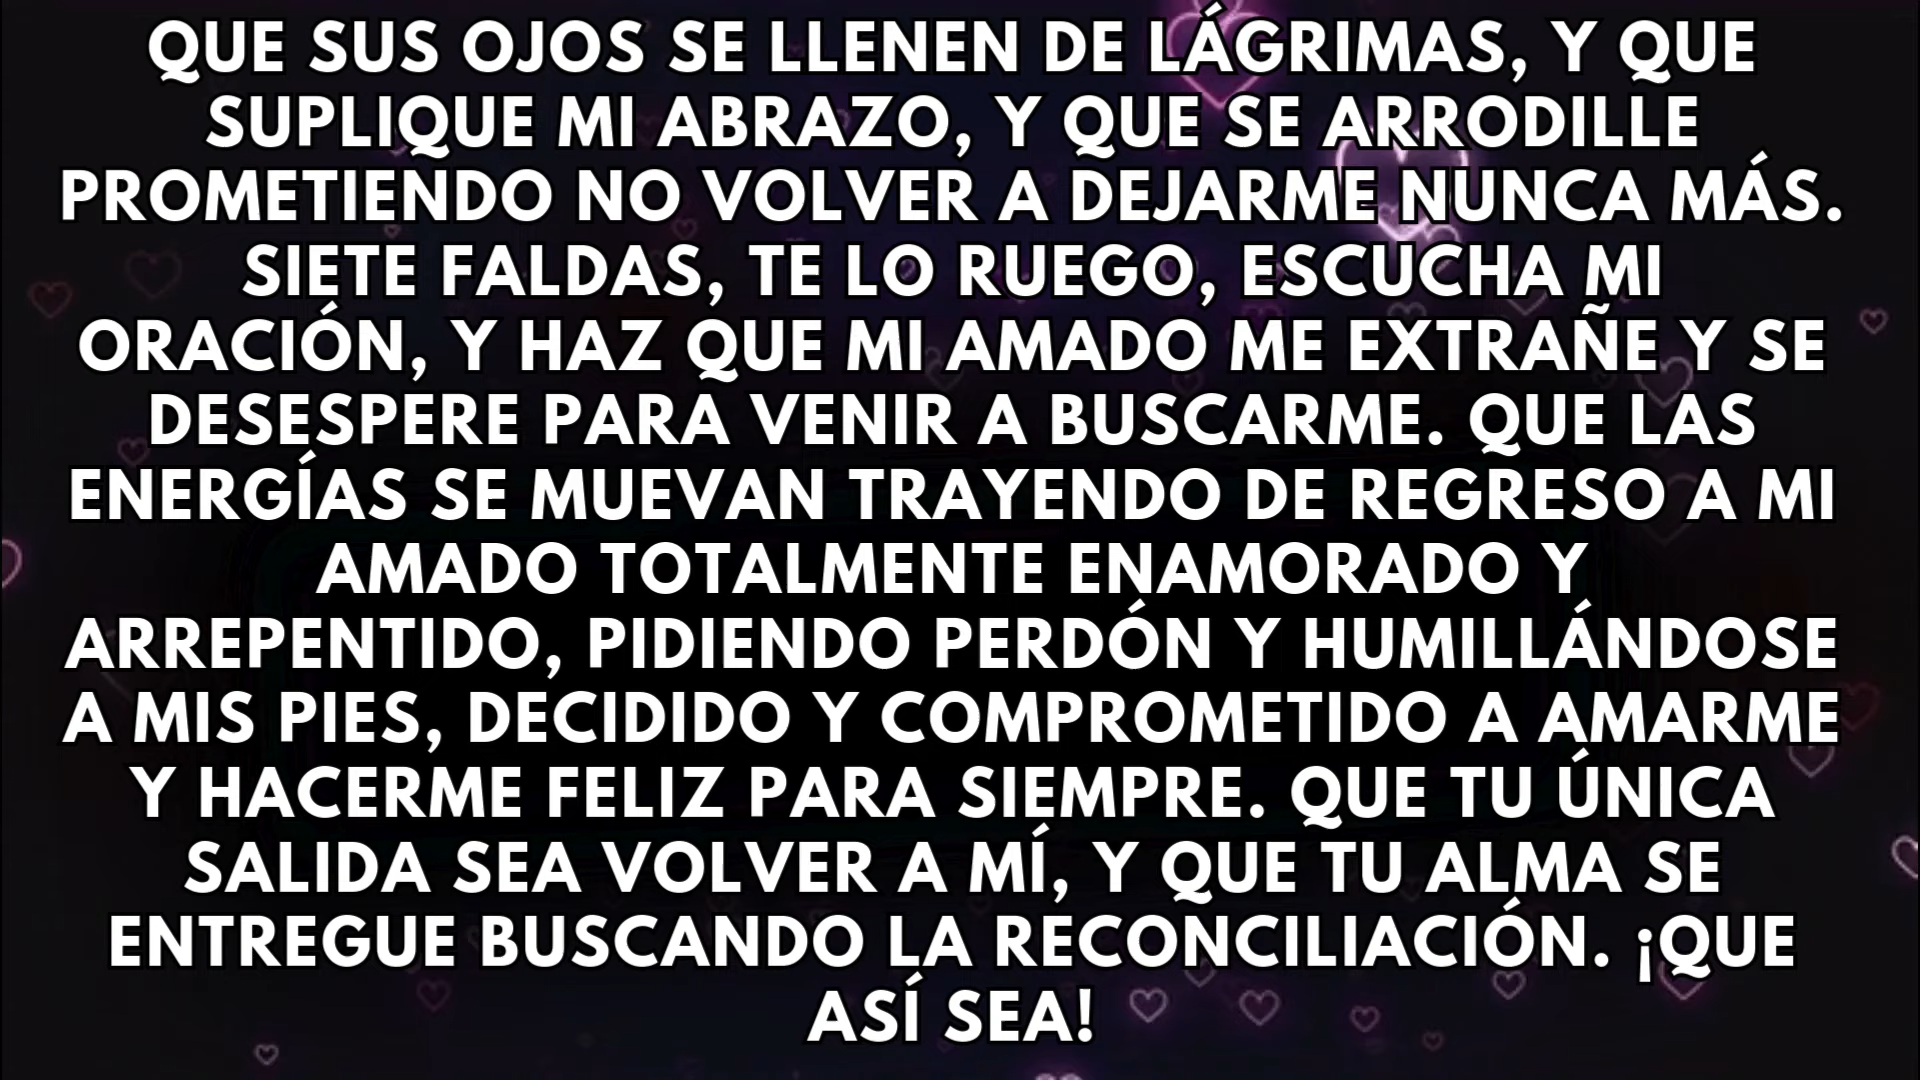 QUE SUS OJOS SE LLENEN DE LÁGRIMAS, Y QUE
SUPLIQUE MI ABRAZO, Y QUE SE ARRODILLE
PROMETIENDO NO VOLVER A DEJARME NUNCA MÁS.
SIETE FALDAS, TE LO RUEGO, ESCUCHA MI
ORACIÓN, Y HAZ QUE MI AMADO ME EXTRAÑE Y SE
DESESPERE PARA VENIR A BUSCARME. QUE LAS
ENERGÍAS SE MUEVAN TRAYENDO DE REGRESO A MI
AMADO TOTALMENTE ENAMORADO Y
ARREPENTIDO, PIDIENDO PERDÓN Y HUMILLÁNDOSE
A MIS PIES, DECIDIDO Y COMPROMETIDO A AMARME
Y HACERME FELIZ PARA SIEMPRE. QUE TU ÚNICA
SALIDA SEA VOLVER A MÍ, Y QUE TU ALMA SE
ENTREGUE BUSCANDO LA RECONCILIACIÓN. ¡QUE
ASÍ SEA!